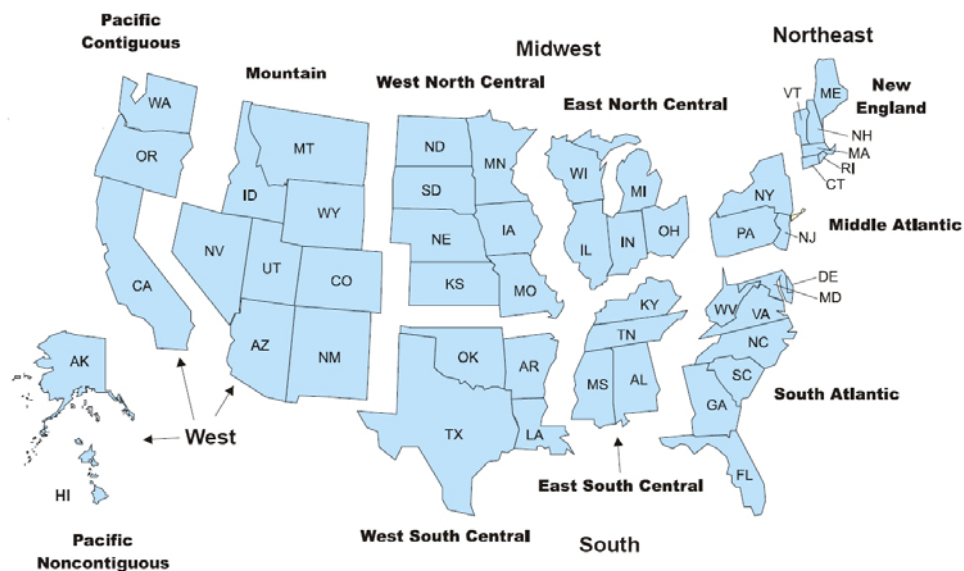 Pacific
Contiguous
Mountain
Midwest
West North Central
East North Central
Northeast
New
England
Middle Atlantic
South Atlantic
East South Central
South
West South Central
West
Pacific
Noncontiguous
WA
OR
CA
AK
HI
MT
ID
WY
NV
UT
CO
AZ
NM
ND
SD
NE
KS
MN
IA
MO
WI
MI
IL
IN
OH
VT
ME
NH
MA
RI
CT
NY
PA
NJ
DE
MD
WV
VA
NC
SC
GA
FL
KY
TN
MS
AL
OK
AR
TX
LA